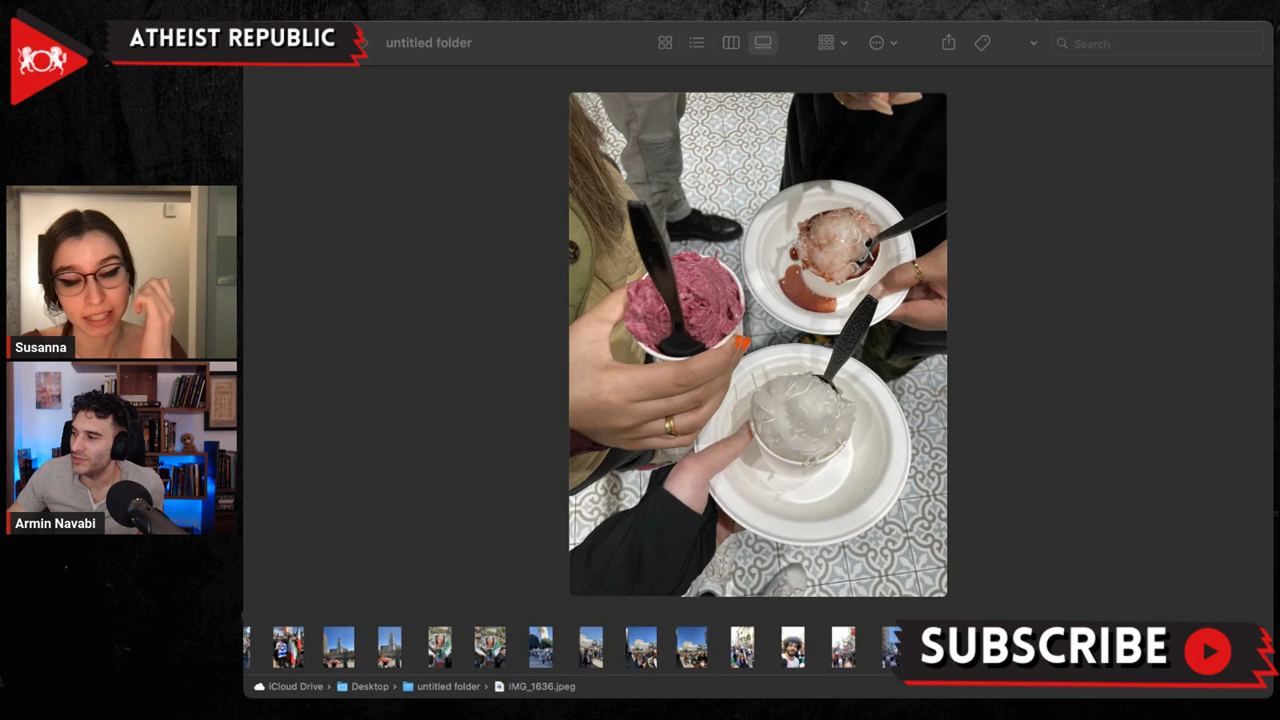 ATHEIST REPUBLIC
untitled folder
Search
Susanna
Armin Navabi
SUBSCRIBE
iCloud Drive › Desktop › untitled folder › IMG_1636.jpeg